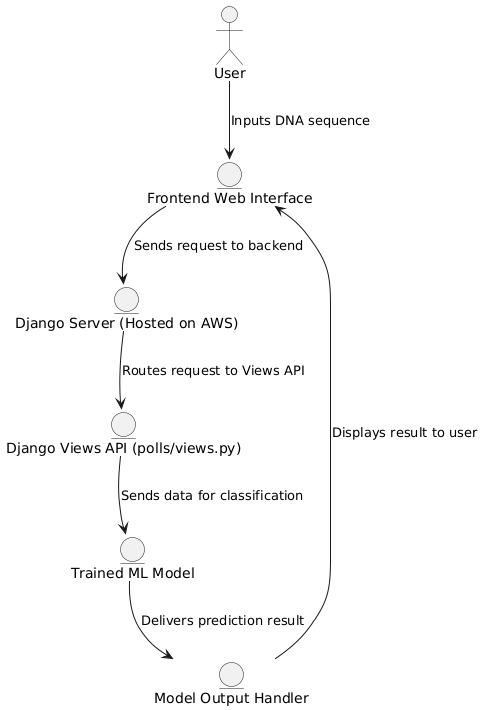 User
Inputs DNA sequence
Frontend Web Interface
Sends request to backend
Django Server (Hosted on AWS)
Routes request to Views API
Displays result to user
Django Views API (polls/views.py)
Sends data for classification
Trained ML Model
Delivers prediction result
Model Output Handler